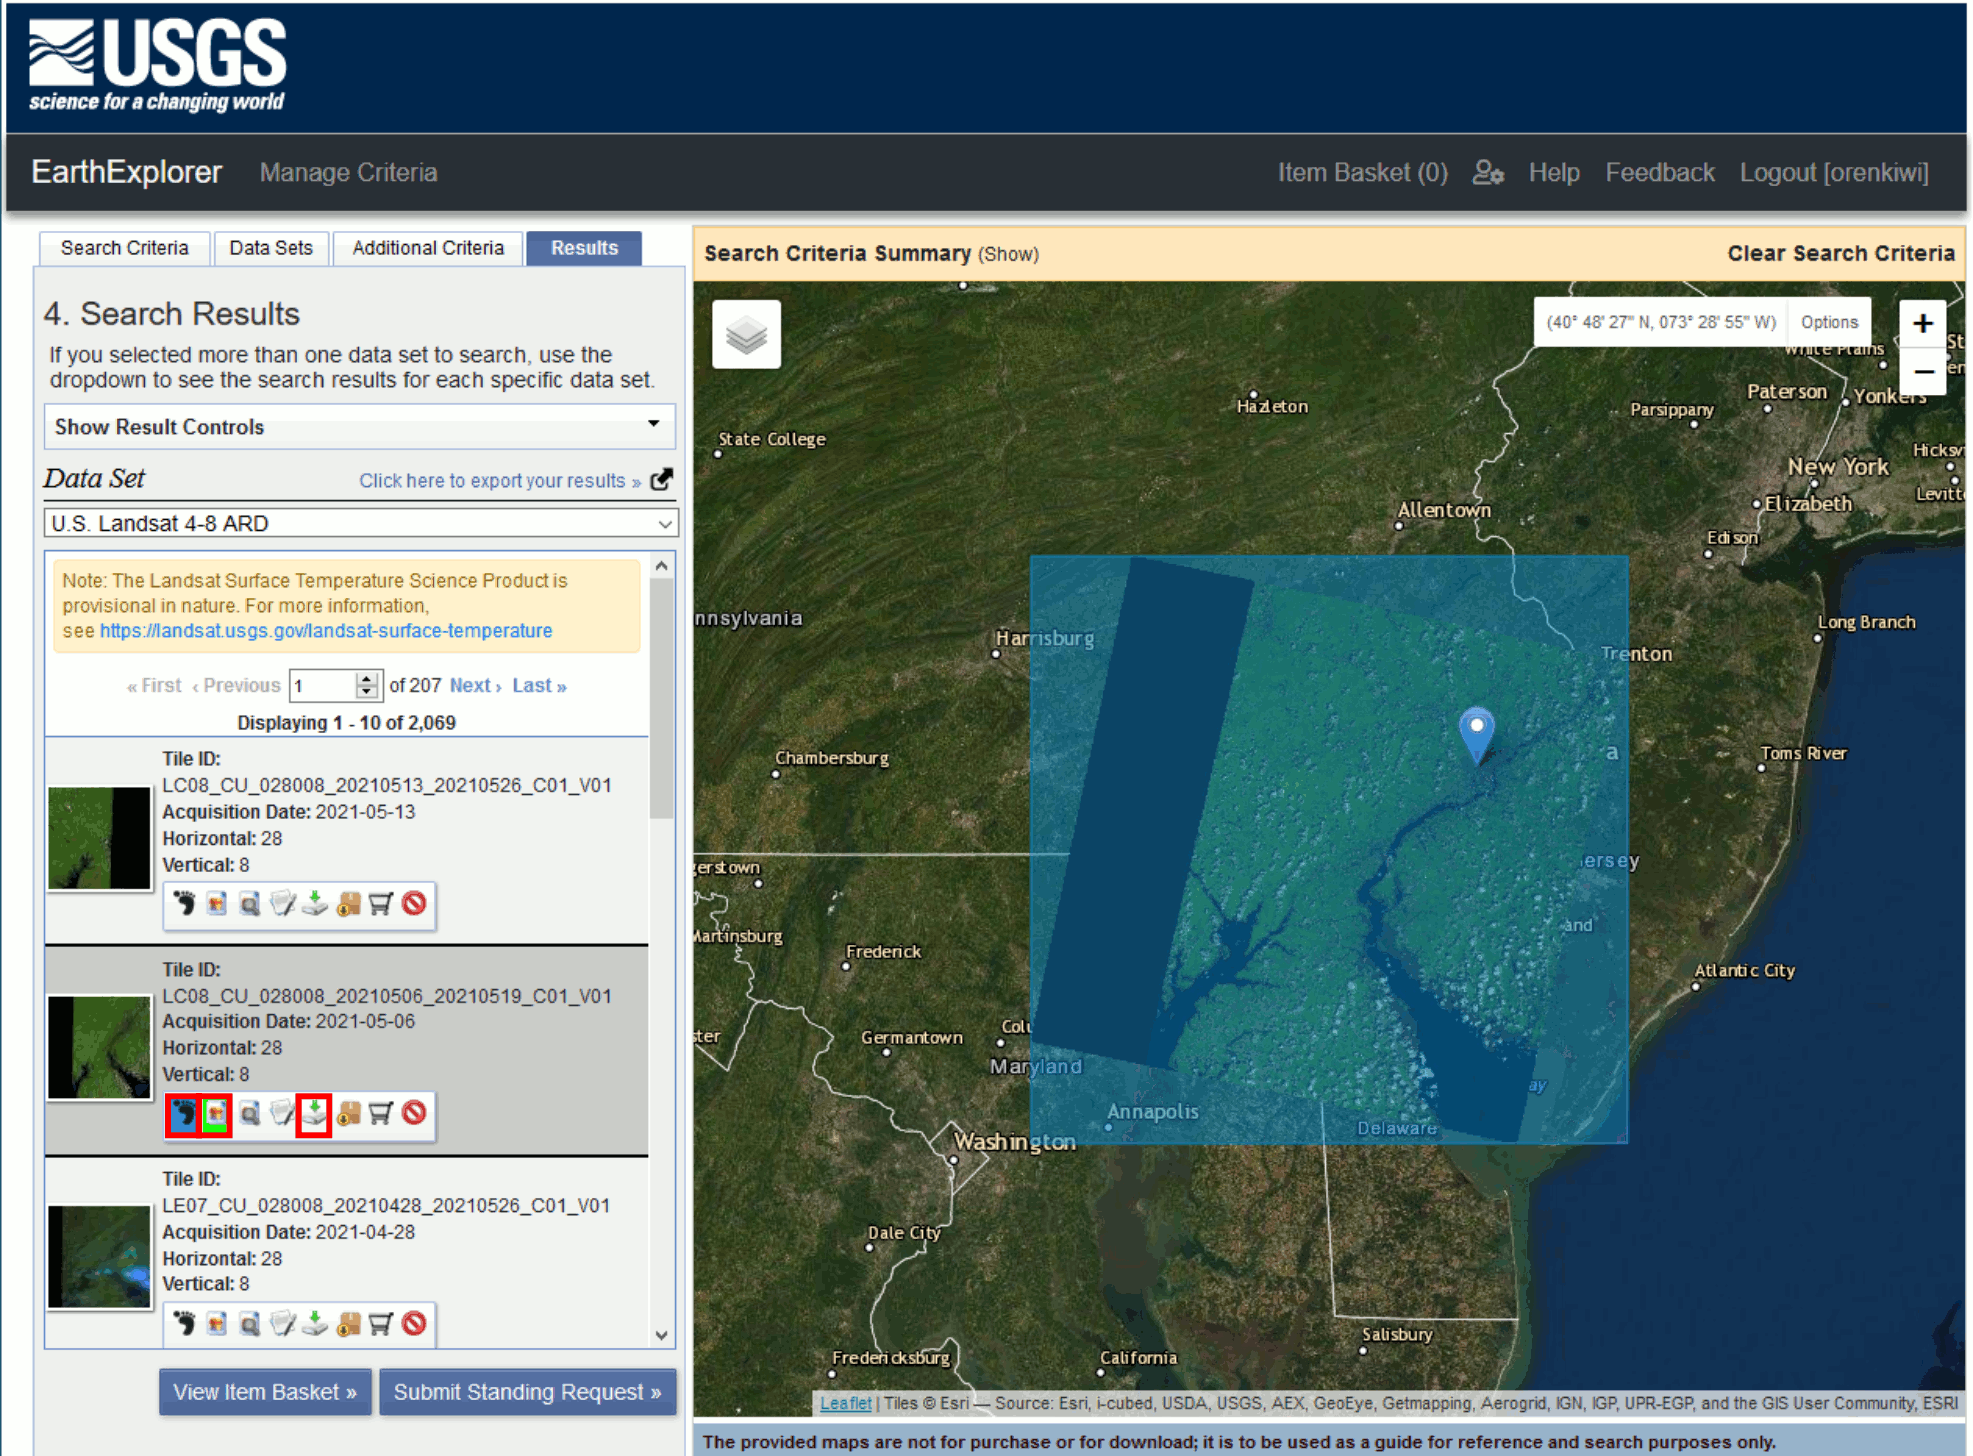 USGS
science for a changing world
EarthExplorer Manage Criteria Item Basket (0) Help Feedback Logout [orenkiwi]
Search Criteria Data Sets Additional Criteria Results
4. Search Results
If you selected more than one data set to search, use the
dropdown to see the search results for each specific data set.
Show Result Controls
Data Set Click here to export your results »
U.S. Landsat 4-8 ARD
Note: The Landsat Surface Temperature Science Product is
provisional in nature. For more information,
see https://landsat.usgs.gov/landsat-surface-temperature
« First ‹ Previous 1 of 207 Next › Last »
Displaying 1 - 10 of 2,069
Tile ID:
LC08_CU_028008_20210513_20210526_C01_V01
Acquisition Date: 2021-05-13
Horizontal: 28
Vertical: 8
Tile ID:
LC08_CU_028008_20210506_20210519_C01_V01
Acquisition Date: 2021-05-06
Horizontal: 28
Vertical: 8
Tile ID:
LE07_CU_028008_20210428_20210526_C01_V01
Acquisition Date: 2021-04-28
Horizontal: 28
Vertical: 8
View Item Basket » Submit Standing Request »
Search Criteria Summary (Show) Clear Search Criteria
(40° 48' 27" N, 073° 28' 55" W) Options
+
−
White Plains
Paterson
Yonkers
Hazleton
Parsippany
State College
Hicksv
New York
Levitt
Elizabeth
Allentown
Edison
nnsylvania
Long Branch
Harrisburg
Trenton
a
Toms River
Chambersburg
ersey
gerstown
and
Martinsburg
Frederick
Atlantic City
ster
Germantown
Colu
Maryland
ay
Annapolis
Delaware
Washington
Dale City
Salisbury
Fredericksburg
California
Leaflet | Tiles © Esri — Source: Esri, i-cubed, USDA, USGS, AEX, GeoEye, Getmapping, Aerogrid, IGN, IGP, UPR-EGP, and the GIS User Community, ESRI
The provided maps are not for purchase or for download; it is to be used as a guide for reference and search purposes only.